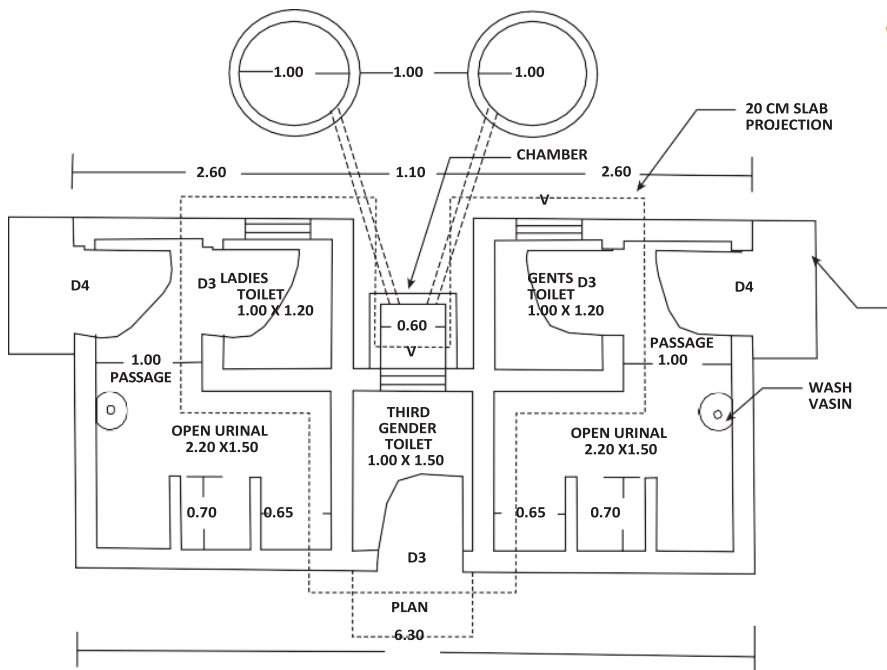 1.00
1.00
1.00
20 CM SLAB
PROJECTION
CHAMBER
2.60
1.10
2.60
V
D4
D3
LADIES
TOILET
1.00 X 1.20
GENTS
TOILET
1.00 X 1.20
D3
D4
0.60
V
1.00
PASSAGE
PASSAGE
1.00
WASH
VASIN
THIRD
GENDER
TOILET
1.00 X 1.50
OPEN URINAL
2.20 X1.50
OPEN URINAL
2.20 X1.50
0.70
0.65
0.65
0.70
D3
PLAN
6.30